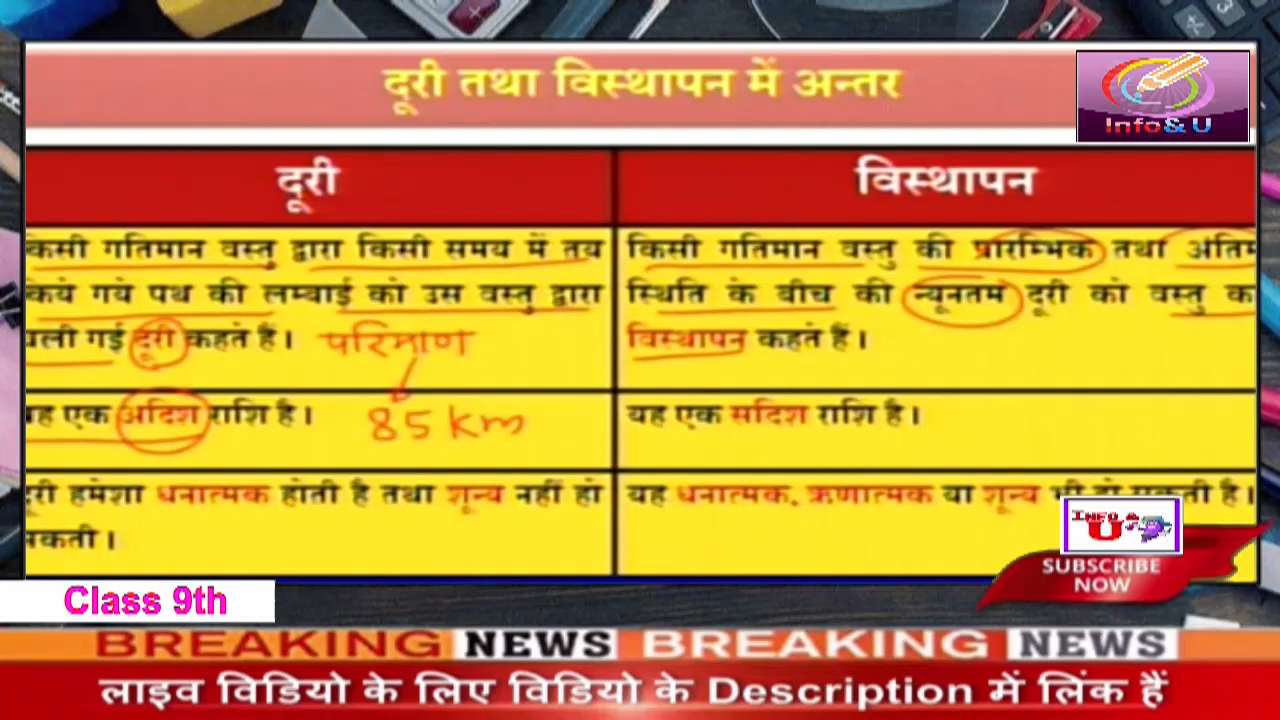 दूरी तथा विस्थापन में अन्तर
Info& U
दूरी
विस्थापन
किसी गतिमान वस्तु द्वारा किसी समय में तय
किये गये पथ की लम्बाई को उस वस्तु द्वारा
चली गई दूरी कहते हैं।
परिमाण
किसी गतिमान वस्तु की प्रारम्भिक तथा अंतिम
स्थिति के बीच की न्यूनतम दूरी को वस्तु का
विस्थापन कहते हैं।
यह एक अदिश राशि है।
85 km
यह एक सदिश राशि है।
दूरी हमेशा धनात्मक होती है तथा शून्य नहीं हो
सकती।
यह धनात्मक, ऋणात्मक या शून्य भी हो सकती है।
INFO &
U
SUBSCRIBE
NOW
Class 9th
BREAKING NEWS BREAKING NEWS
लाइव विडियो के लिए विडियो के Description में लिंक हैं